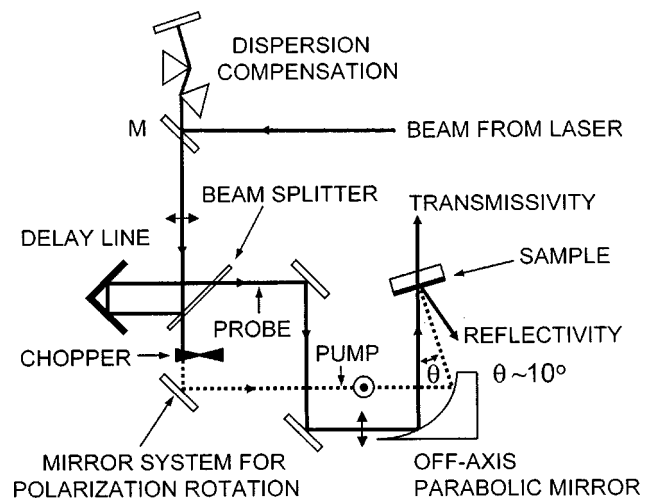 DISPERSION
COMPENSATION
M
BEAM FROM LASER
BEAM SPLITTER
TRANSMISSIVITY
DELAY LINE
SAMPLE
PROBE
REFLECTIVITY
CHOPPER
PUMP
θ
θ ~10°
MIRROR SYSTEM FOR
POLARIZATION ROTATION
OFF-AXIS
PARABOLIC MIRROR